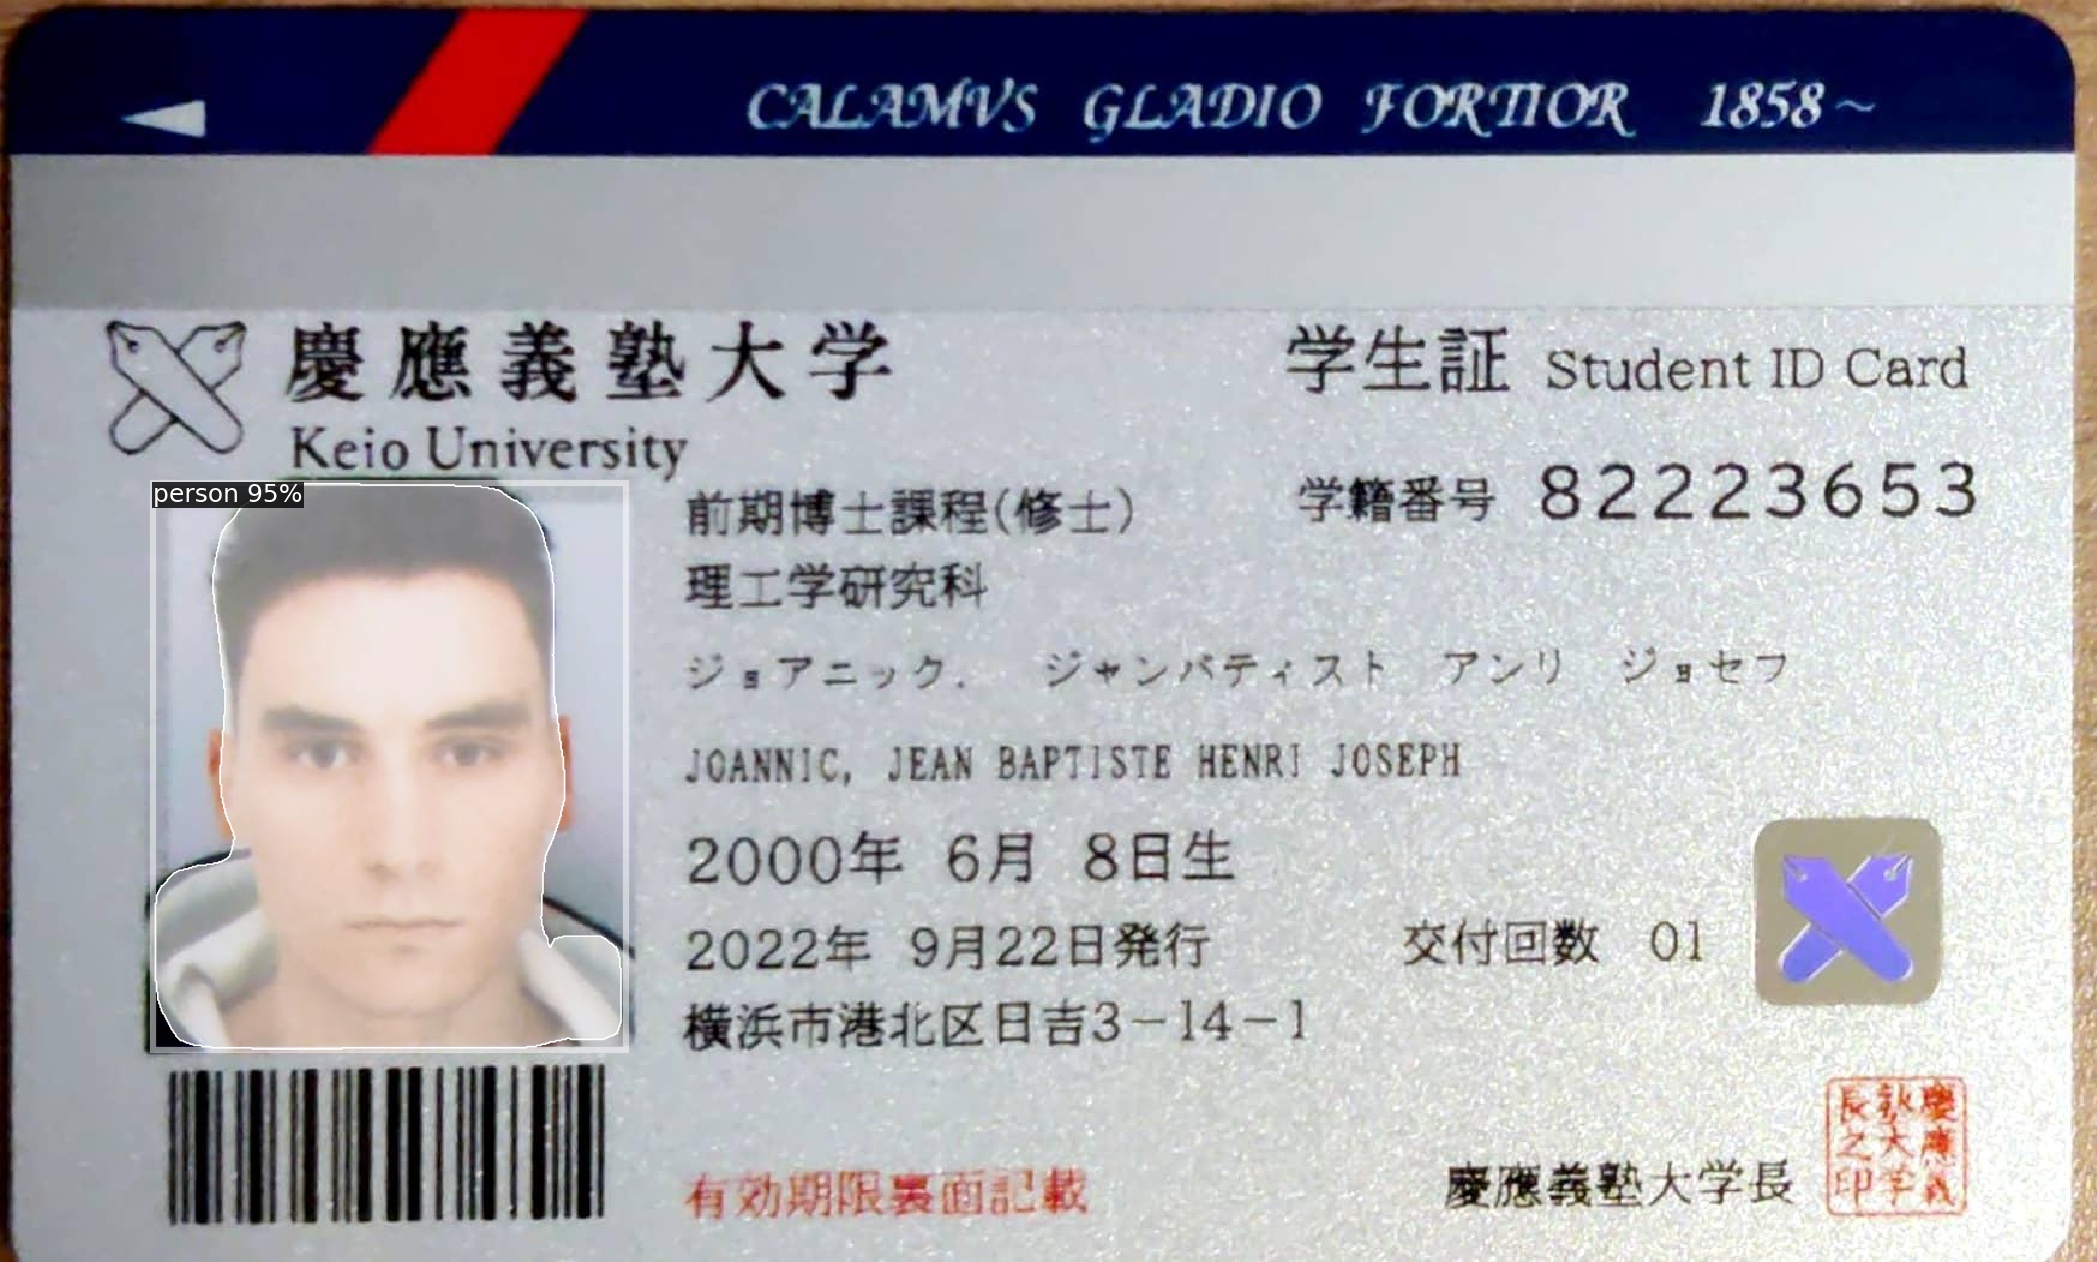 CALAMVS GLADIO FORTIOR 1858~
慶應義塾大学
Keio University
学生証 Student ID Card
学籍番号 82223653
person 95%
前期博士課程(修士)
理工学研究科
ジョアニック. ジャンバティスト アンリ ジョセフ
JOANNIC, JEAN BAPTISTE HENRI JOSEPH
2000年 6月 8日生
2022年 9月22日発行 交付回数 01
横浜市港北区日吉3-14-1
有効期限裏面記載
慶應義塾大学長
慶應義
塾大学
長之印